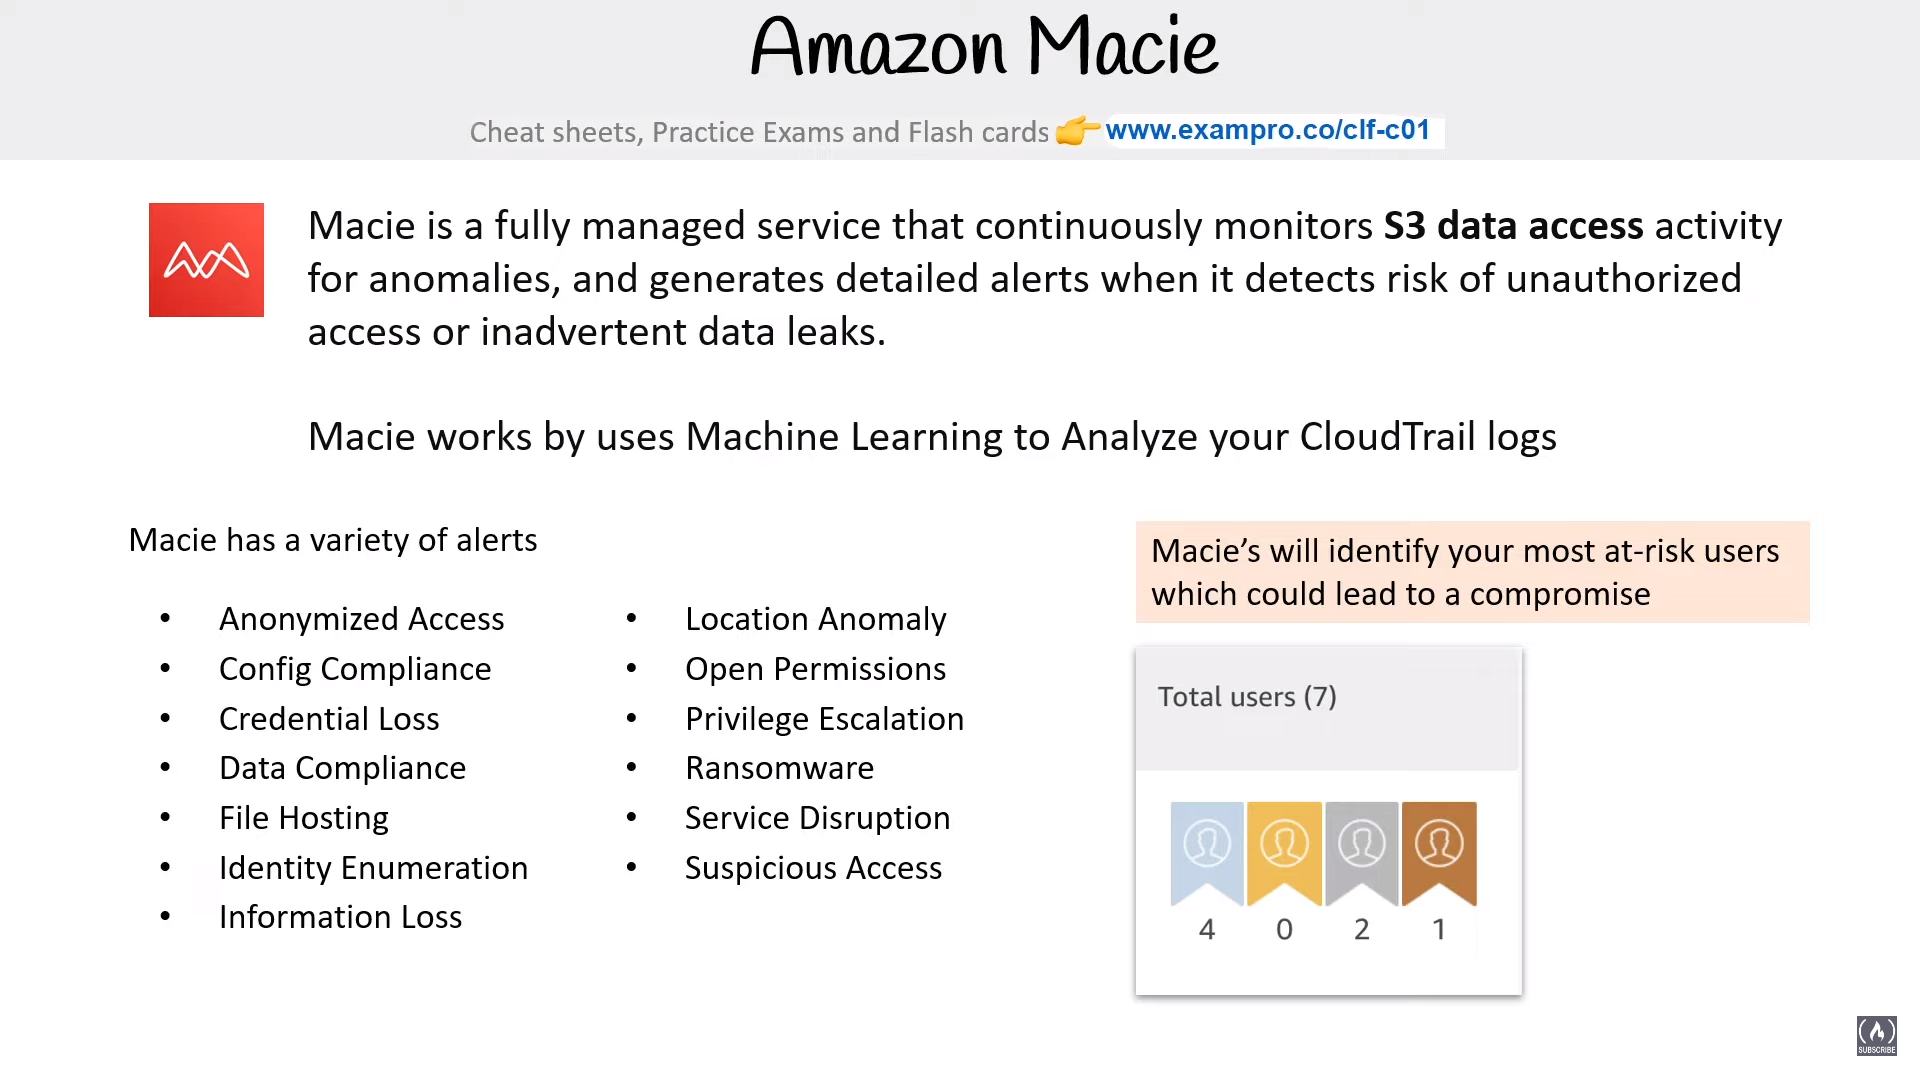 Amazon Macie
Cheat sheets, Practice Exams and Flash cards 👉 www.exampro.co/clf-c01
Macie is a fully managed service that continuously monitors S3 data access activity
for anomalies, and generates detailed alerts when it detects risk of unauthorized
access or inadvertent data leaks.
Macie works by uses Machine Learning to Analyze your CloudTrail logs
Macie has a variety of alerts
• Anonymized Access
• Config Compliance
• Credential Loss
• Data Compliance
• File Hosting
• Identity Enumeration
• Information Loss
• Location Anomaly
• Open Permissions
• Privilege Escalation
• Ransomware
• Service Disruption
• Suspicious Access
Macie’s will identify your most at-risk users
which could lead to a compromise
Total users (7)
4 0 2 1
SUBSCRIBE